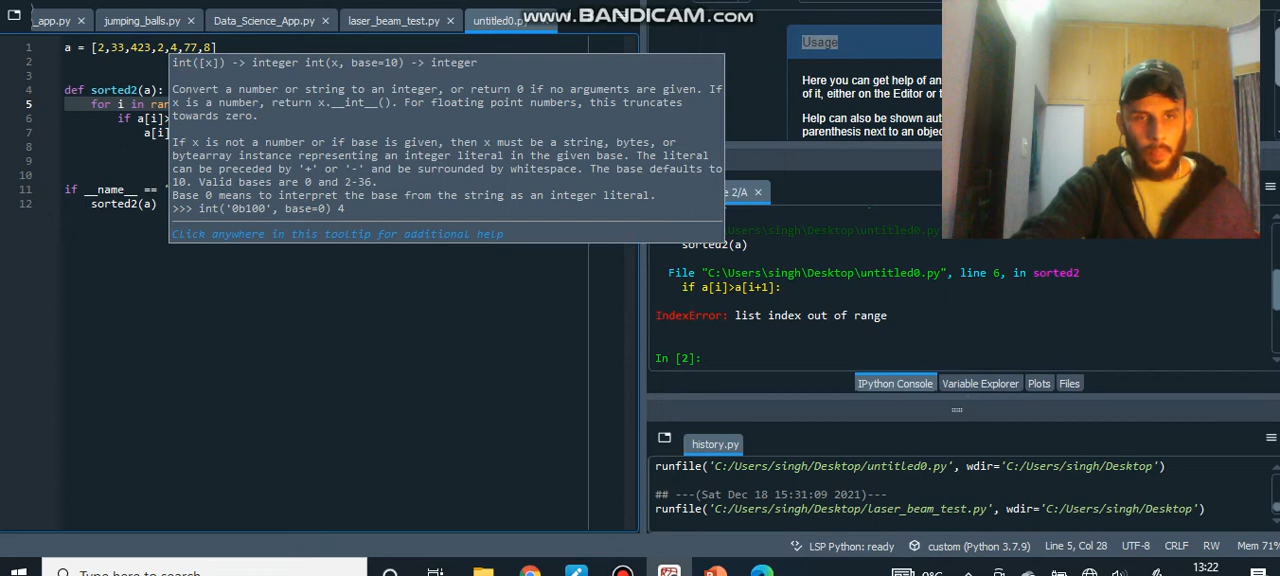 _app.py
jumping_balls.py
Data_Science_App.py
laser_beam_test.py
untitled0.py
www.BANDICAM.com
1 a = [2,33,423,2,4,77,8]
2
3
4 def sorted2(a):
5 for i in ran
6 if a[i]>
7 a[i]
8
9
10
11 if __name__ ==
12 sorted2(a)
int([x]) -> integer int(x, base=10) -> integer
Convert a number or string to an integer, or return 0 if no arguments are given. If
x is a number, return x.__int__(). For floating point numbers, this truncates
towards zero.
If x is not a number or if base is given, then x must be a string, bytes, or
bytearray instance representing an integer literal in the given base. The literal
can be preceded by '+' or '-' and be surrounded by whitespace. The base defaults to
10. Valid bases are 0 and 2-36.
Base 0 means to interpret the base from the string as an integer literal.
>>> int('0b100', base=0) 4
Click anywhere in this tooltip for additional help
Usage
Here you can get help of an
of it, either on the Editor or t
Help can also be shown aut
parenthesis next to an objec
e 2/A
sers\singh\Desktop\untitled0.py",
sorted2(a)
File "C:\Users\singh\Desktop\untitled0.py", line 6, in sorted2
if a[i]>a[i+1]:
IndexError: list index out of range
In [2]:
IPython Console
Variable Explorer
Plots
Files
history.py
runfile('C:/Users/singh/Desktop/untitled0.py', wdir='C:/Users/singh/Desktop')
## ---(Sat Dec 18 15:31:09 2021)---
runfile('C:/Users/singh/Desktop/laser_beam_test.py', wdir='C:/Users/singh/Desktop')
LSP Python: ready
custom (Python 3.7.9)
Line 5, Col 28
UTF-8
CRLF
RW
Mem 71%
Type here to search
0°C
13:22